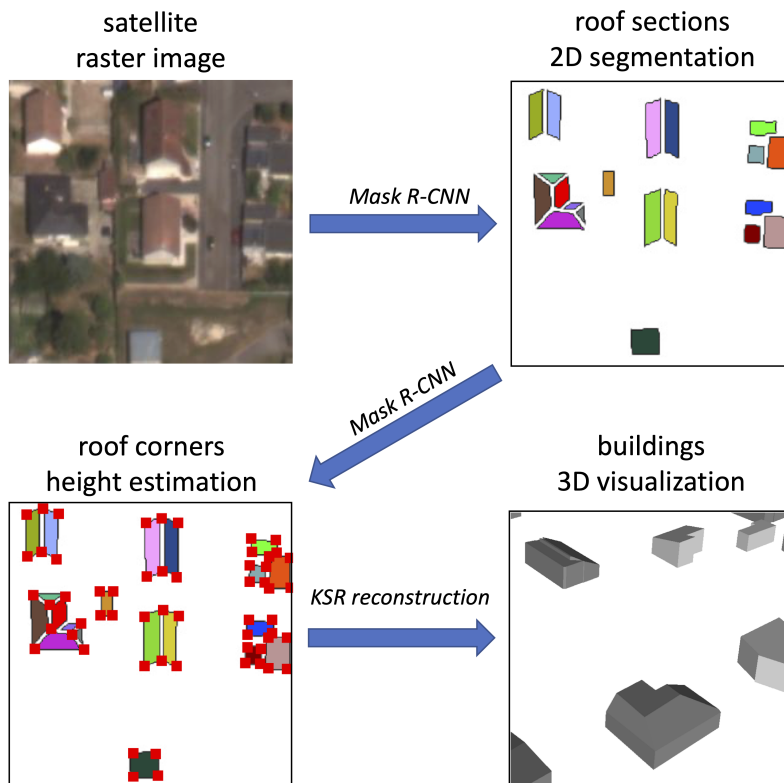 satellite
raster image
roof sections
2D segmentation
Mask R-CNN
Mask R-CNN
roof corners
height estimation
buildings
3D visualization
KSR reconstruction